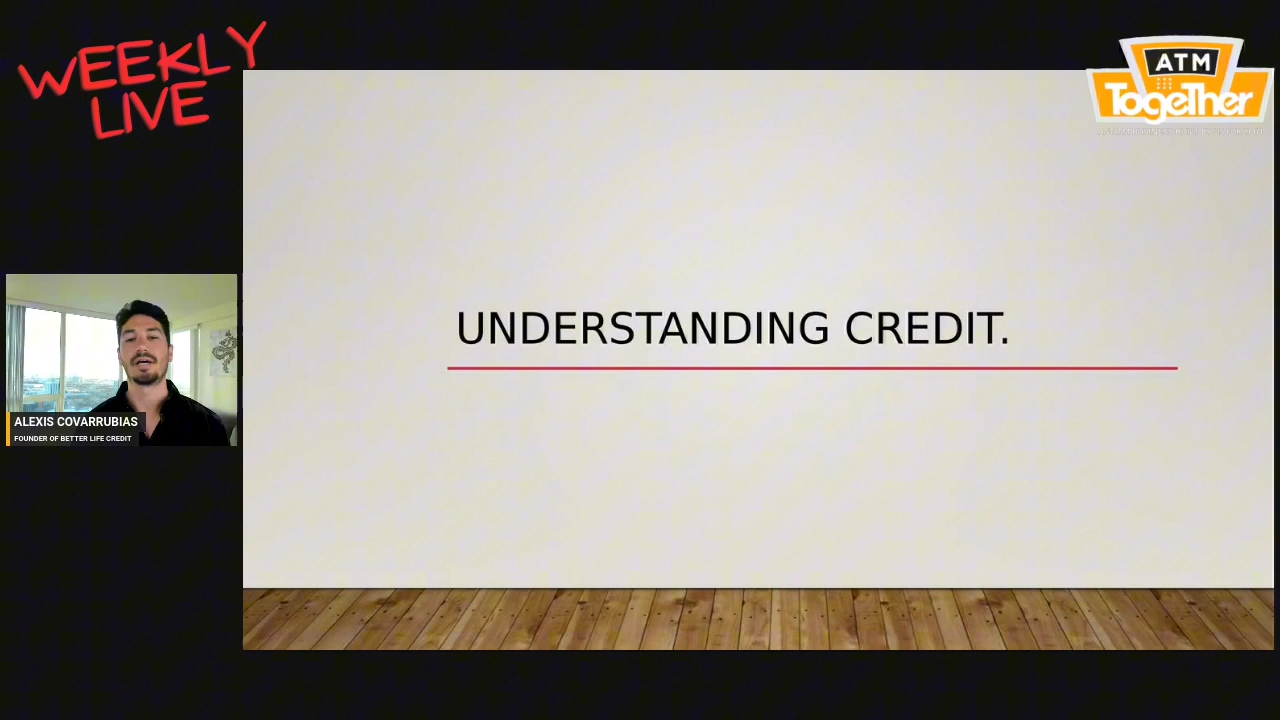 WEEKLY
LIVE
ATM
TogeTher
UNDERSTANDING CREDIT.
ALEXIS COVARRUBIAS
FOUNDER OF BETTER LIFE CREDIT